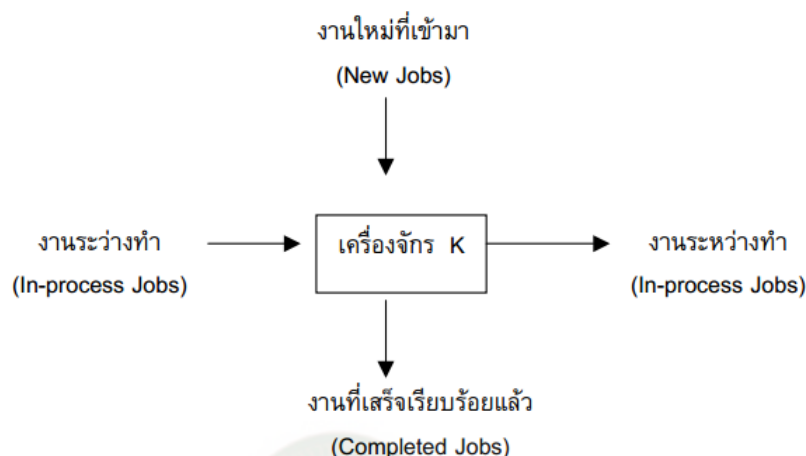 งานใหม่ที่เข้ามา
(New Jobs)
งานระว่างทำ
(In-process Jobs)
เครื่องจักร K
งานระหว่างทำ
(In-process Jobs)
งานที่เสร็จเรียบร้อยแล้ว
(Completed Jobs)